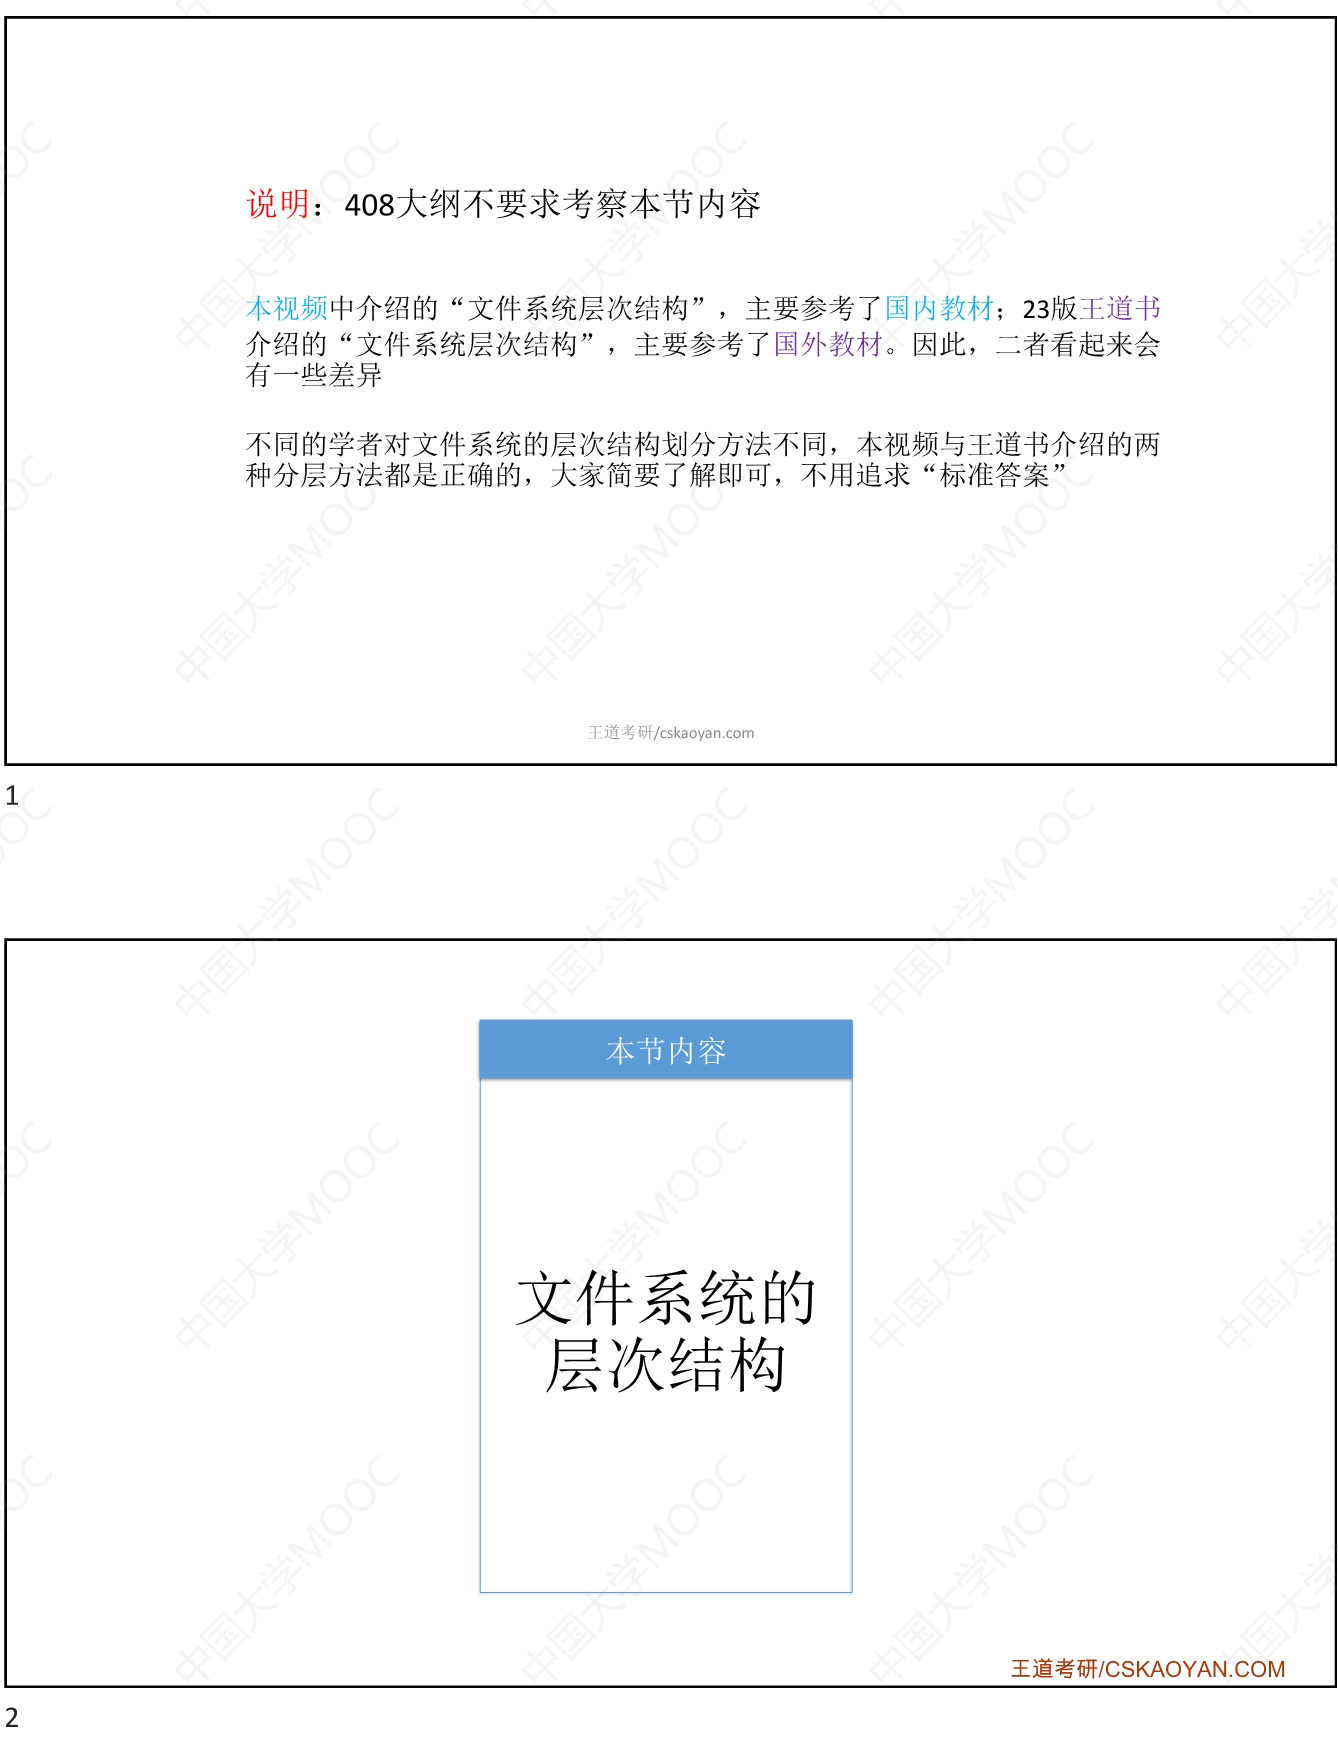 说明：408大纲不要求考察本节内容
本视频中介绍的“文件系统层次结构”，主要参考了国内教材；23版王道书
介绍的“文件系统层次结构”，主要参考了国外教材。因此，二者看起来会
有一些差异
不同的学者对文件系统的层次结构划分方法不同，本视频与王道书介绍的两
种分层方法都是正确的，大家简要了解即可，不用追求“标准答案”
王道考研/cskaoyan.com
1
本节内容
文件系统的
层次结构
王道考研/CSKAOYAN.COM
2
中国大学MOOC